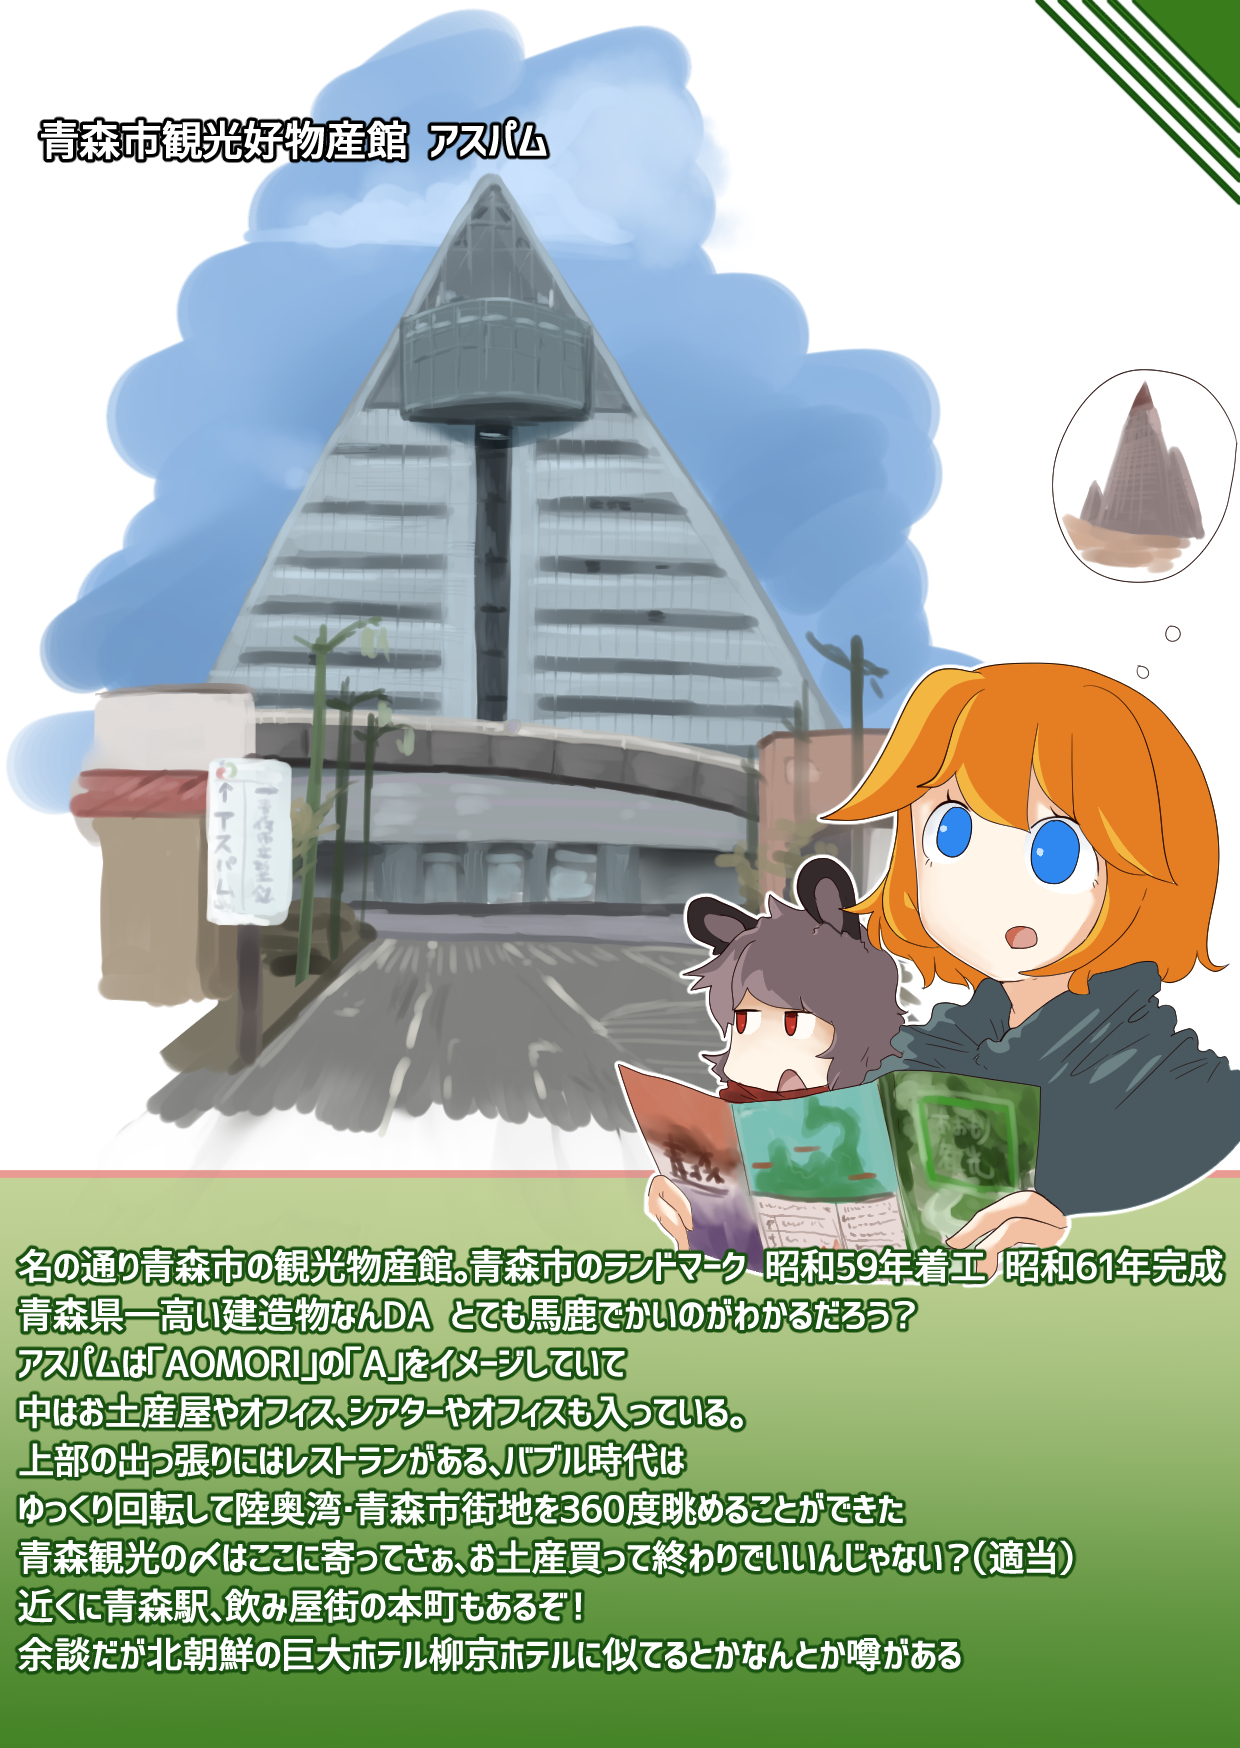 青森市観光好物産館 アスパム
↑
アスパム
あおもり
観光
名の通り青森市の観光物産館。青森市のランドマーク 昭和59年着工 昭和61年完成
青森県一高い建造物なんDA とても馬鹿でかいのがわかるだろう？
アスパムは「AOMORI」の「A」をイメージしていて
中はお土産屋やオフィス、シアターやオフィスも入っている。
上部の出っ張りにはレストランがある、バブル時代は
ゆっくり回転して陸奥湾・青森市街地を360度眺めることができた
青森観光の〆はここに寄ってさぁ、お土産買って終わりでいいんじゃない？（適当）
近くに青森駅、飲み屋街の本町もあるぞ！
余談だが北朝鮮の巨大ホテル柳京ホテルに似てるとかなんとか噂がある